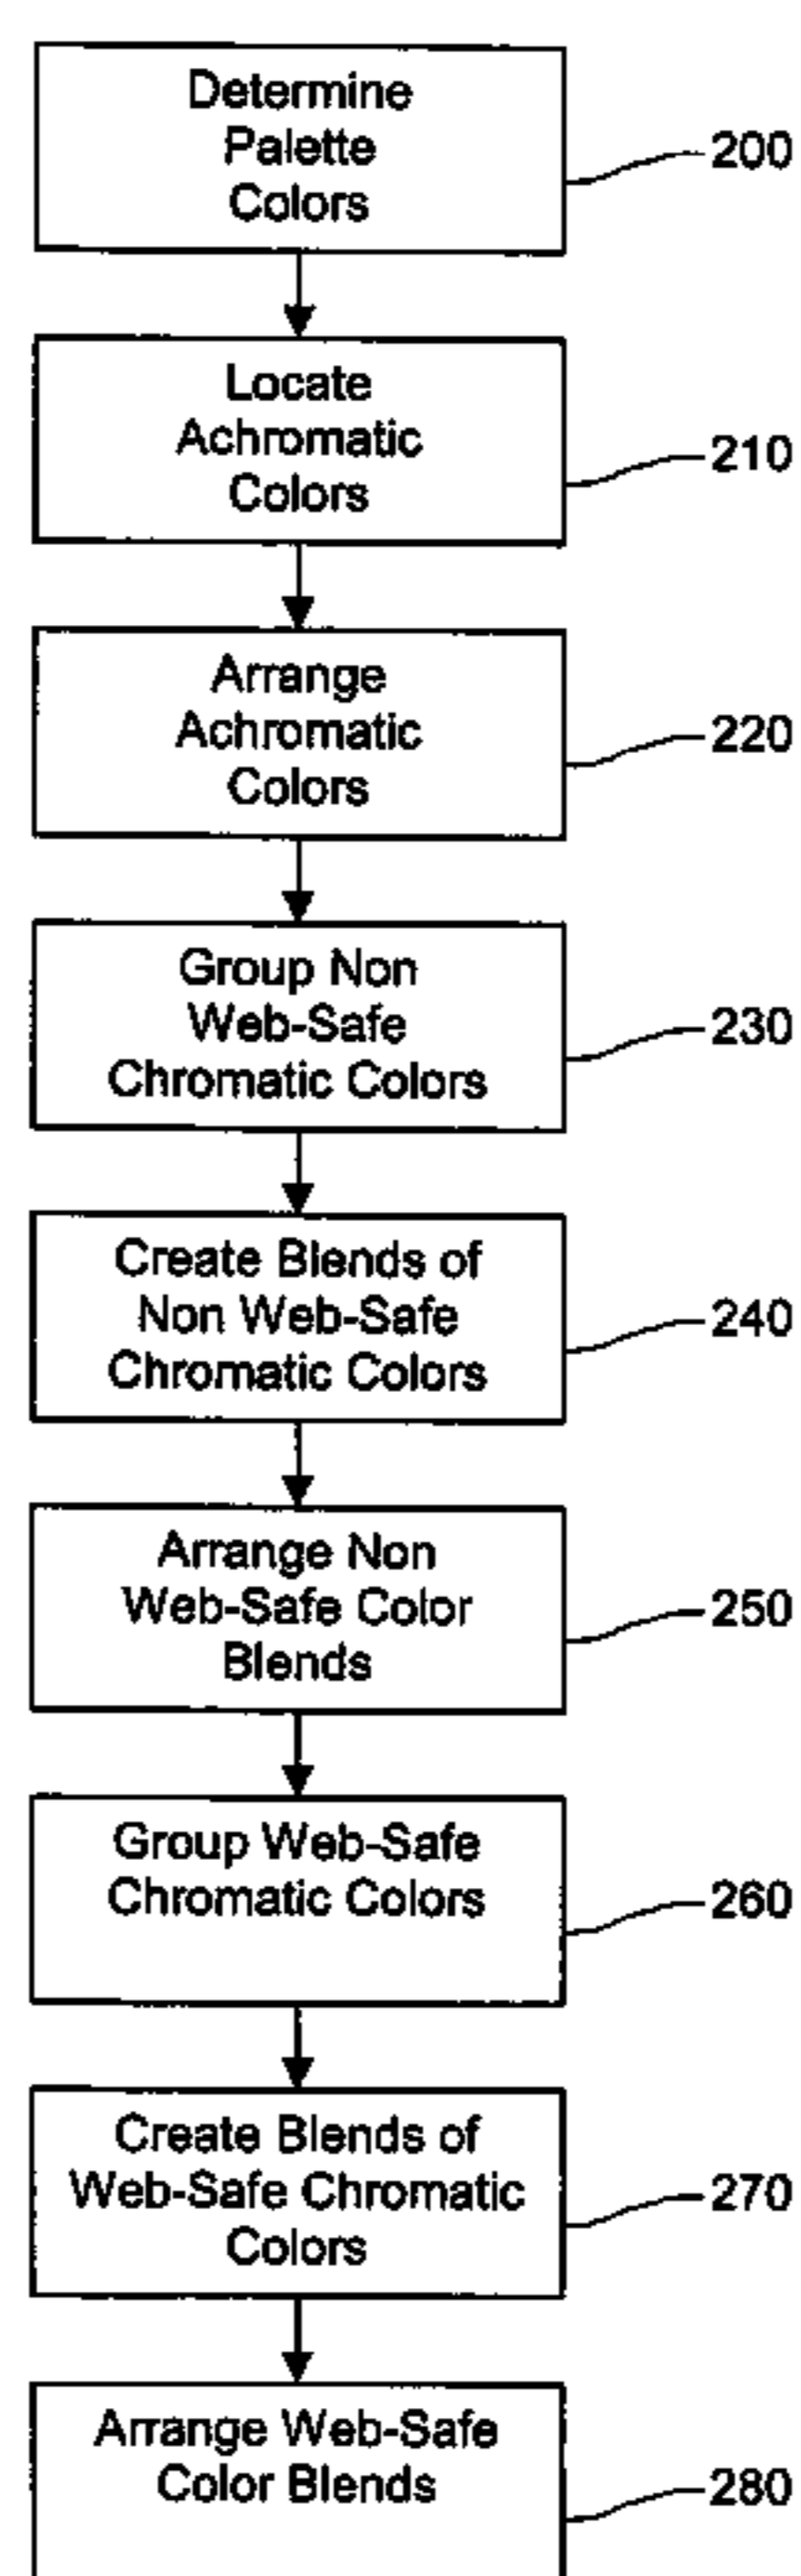 Determine
Palette
Colors
200
Locate
Achromatic
Colors
210
Arrange
Achromatic
Colors
220
Group Non
Web-Safe
Chromatic Colors
230
Create Blends of
Non Web-Safe
Chromatic Colors
240
Arrange Non
Web-Safe Color
Blends
250
Group Web-Safe
Chromatic Colors
260
Create Blends of
Web-Safe Chromatic
Colors
270
Arrange Web-Safe
Color Blends
280